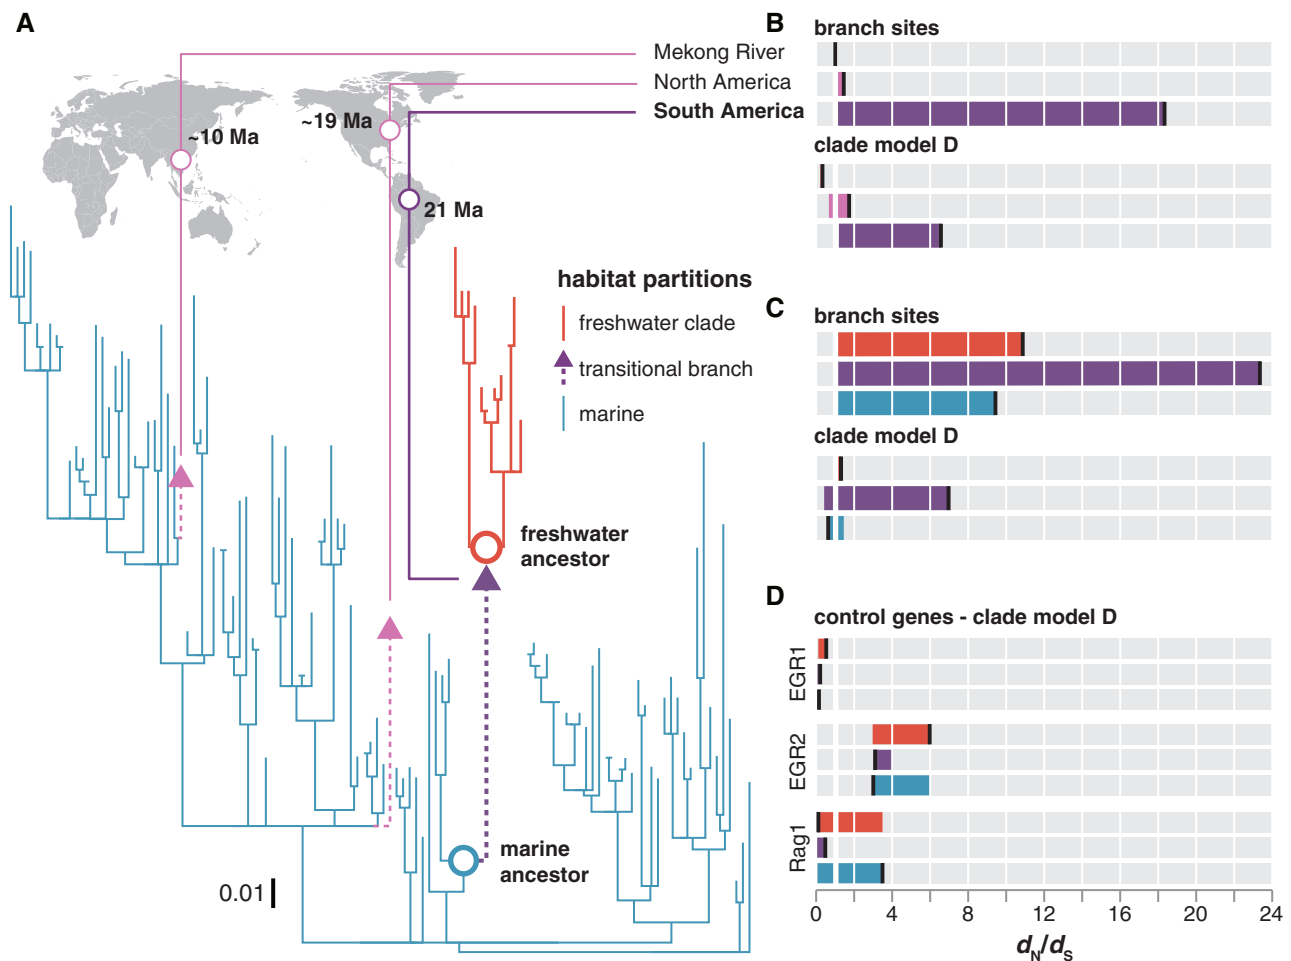 A
Mekong River
North America
South America
~10 Ma
~19 Ma
21 Ma
habitat partitions
freshwater clade
transitional branch
marine
freshwater
ancestor
marine
ancestor
0.01
B
branch sites
clade model D
C
branch sites
clade model D
D
control genes - clade model D
EGR1
EGR2
Rag1
0 4 8 12 16 20 24
dN/dS